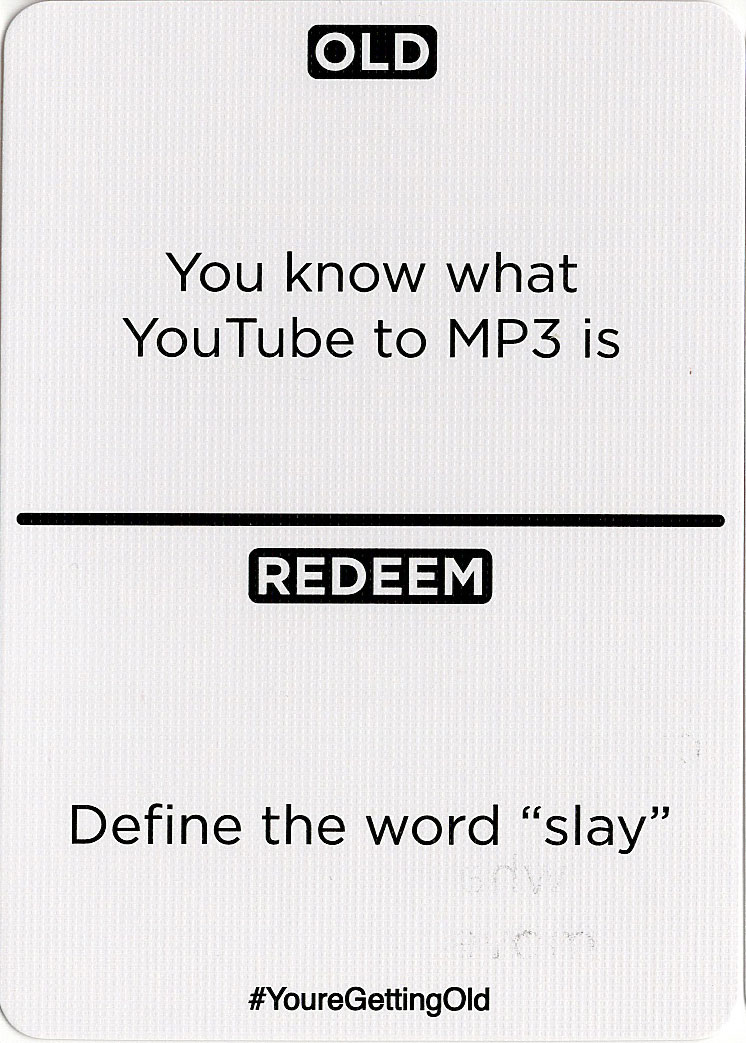 OLD
You know what
YouTube to MP3 is
REDEEM
Define the word “slay”
#YoureGettingOld